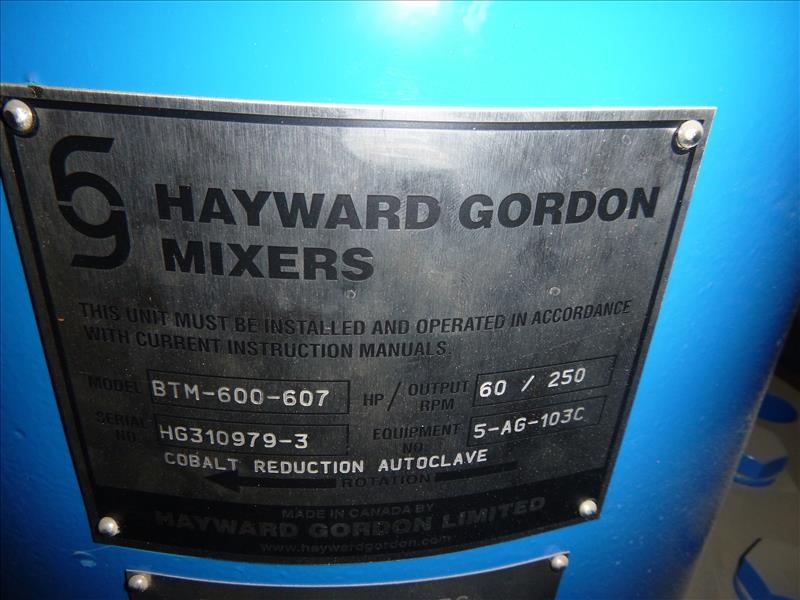 HAYWARD GORDON
MIXERS
THIS UNIT MUST BE INSTALLED AND OPERATED IN ACCORDANCE
WITH CURRENT INSTRUCTION MANUALS.
MODEL BTM-600-607 HP / OUTPUT RPM 60 / 250
SERIAL NO. HG310979-3 EQUIPMENT NO. 5-AG-103C
COBALT REDUCTION AUTOCLAVE
ROTATION
MADE IN CANADA BY
HAYWARD GORDON LIMITED
www.haywardgordon.com